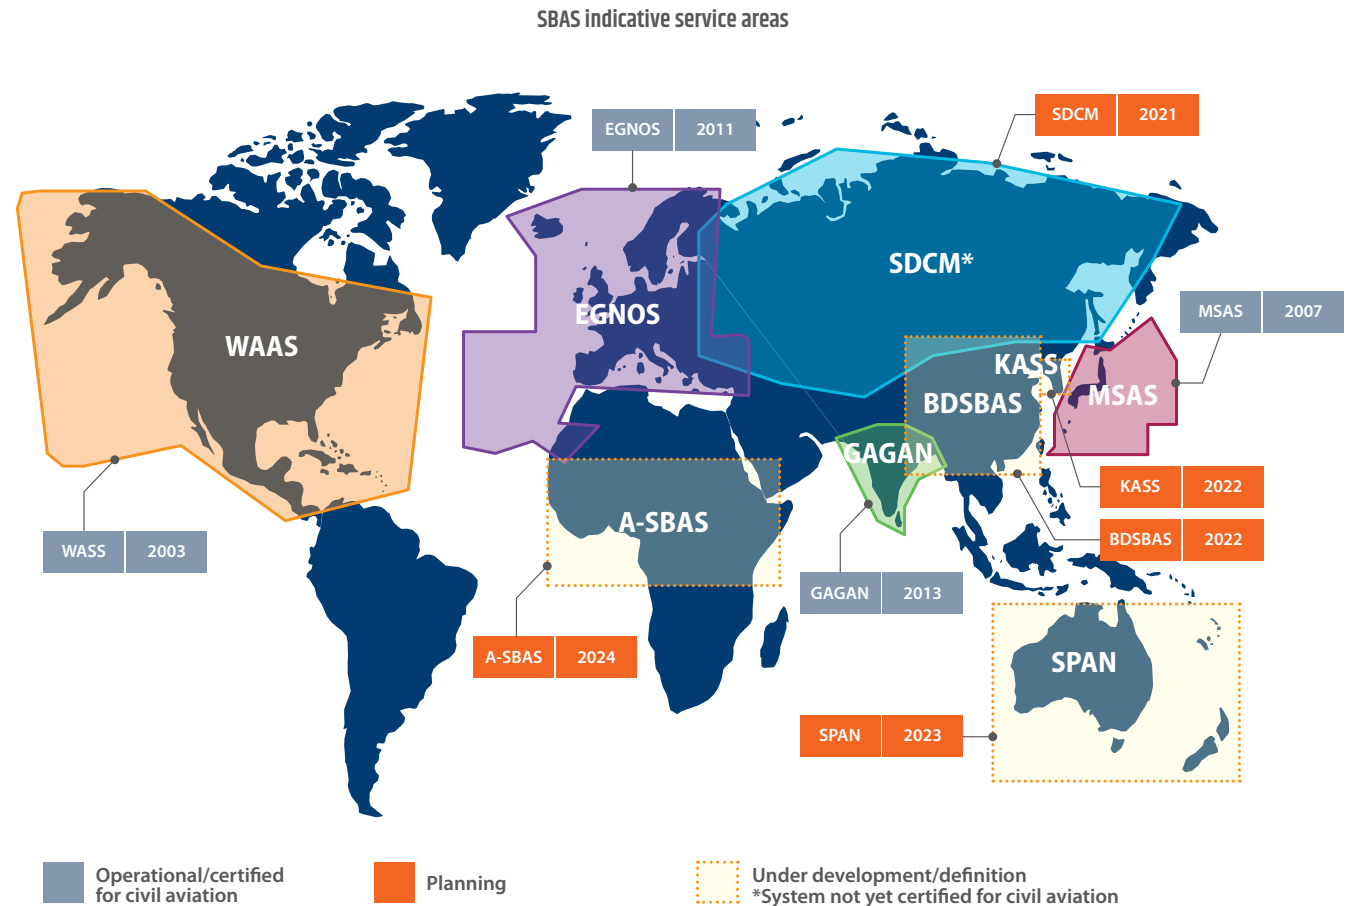 SBAS indicative service areas
EGNOS 2011
SDCM 2021
SDCM*
MSAS 2007
EGNOS
WAAS
KASS
MSAS
BDSBAS
GAGAN
KASS 2022
A-SBAS
BDSBAS 2022
WASS 2003
GAGAN 2013
A-SBAS 2024
SPAN
SPAN 2023
Operational/certified
for civil aviation
Planning
Under development/definition
*System not yet certified for civil aviation